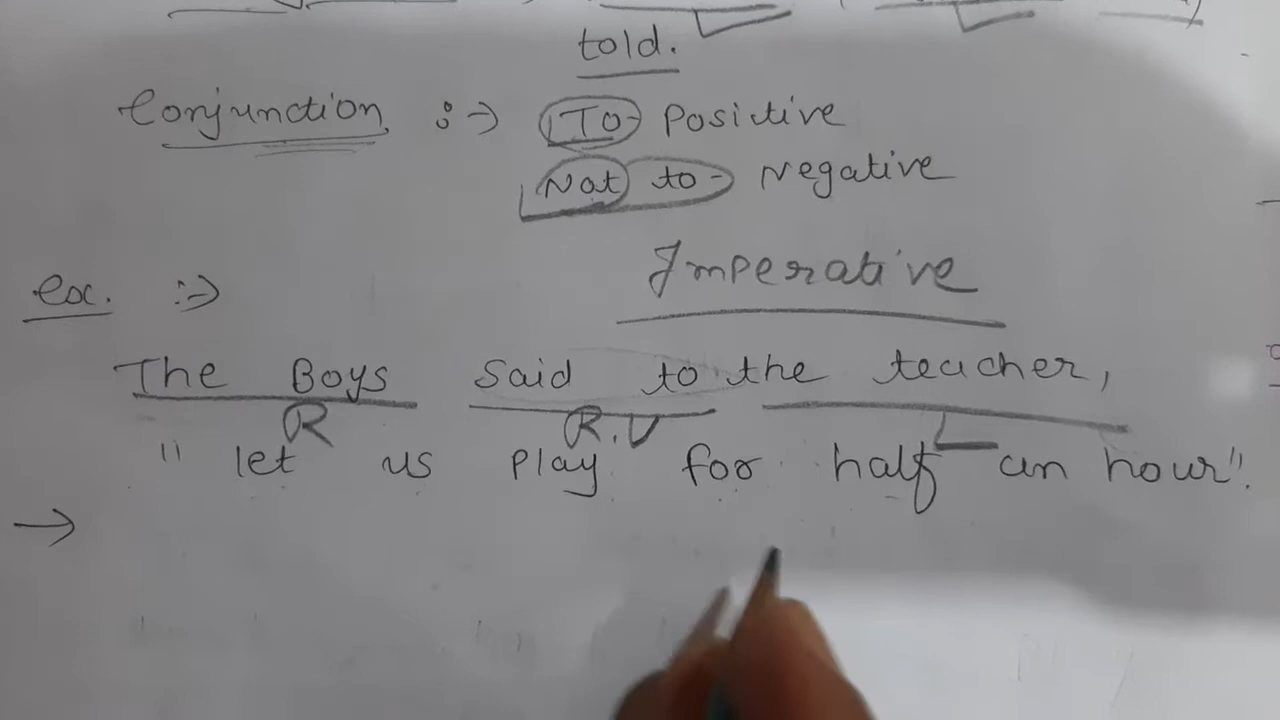 told.
Conjunction :→ To Positive
Not to - Negative
Imperative
ex. :→
The Boys said to the teacher,
R R.V L
" let us play for half an hour".
→